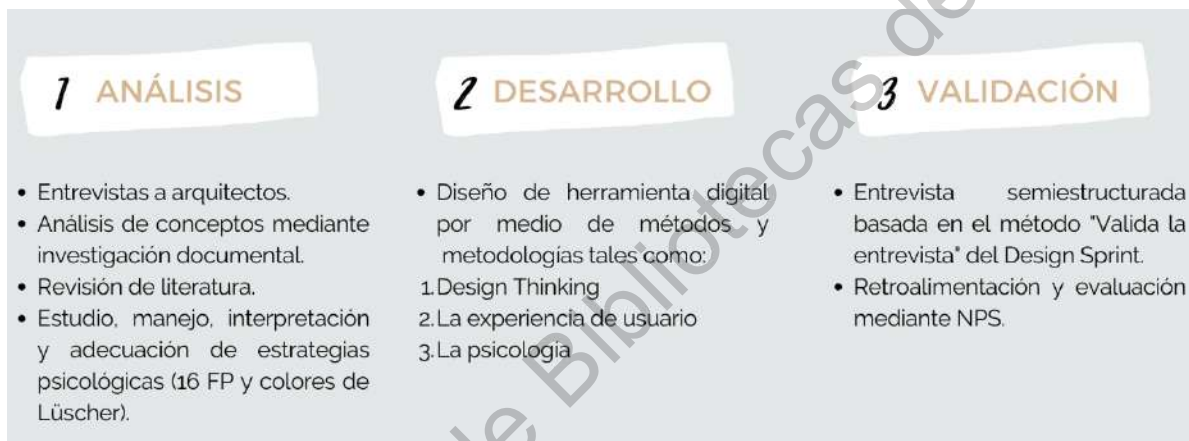 1 ANÁLISIS
• Entrevistas a arquitectos.
• Análisis de conceptos mediante
investigación documental.
• Revisión de literatura.
• Estudio, manejo, interpretación
y adecuación de estrategias
psicológicas (16 FP y colores de
Lüscher).
2 DESARROLLO
• Diseño de herramienta digital
por medio de métodos y
metodologías tales como:
1.Design Thinking
2.La experiencia de usuario
3.La psicología
3 VALIDACIÓN
• Entrevista semiestructurada
basada en el método "Valida la
entrevista" del Design Sprint.
• Retroalimentación y evaluación
mediante NPS.
de Bibliotecas de